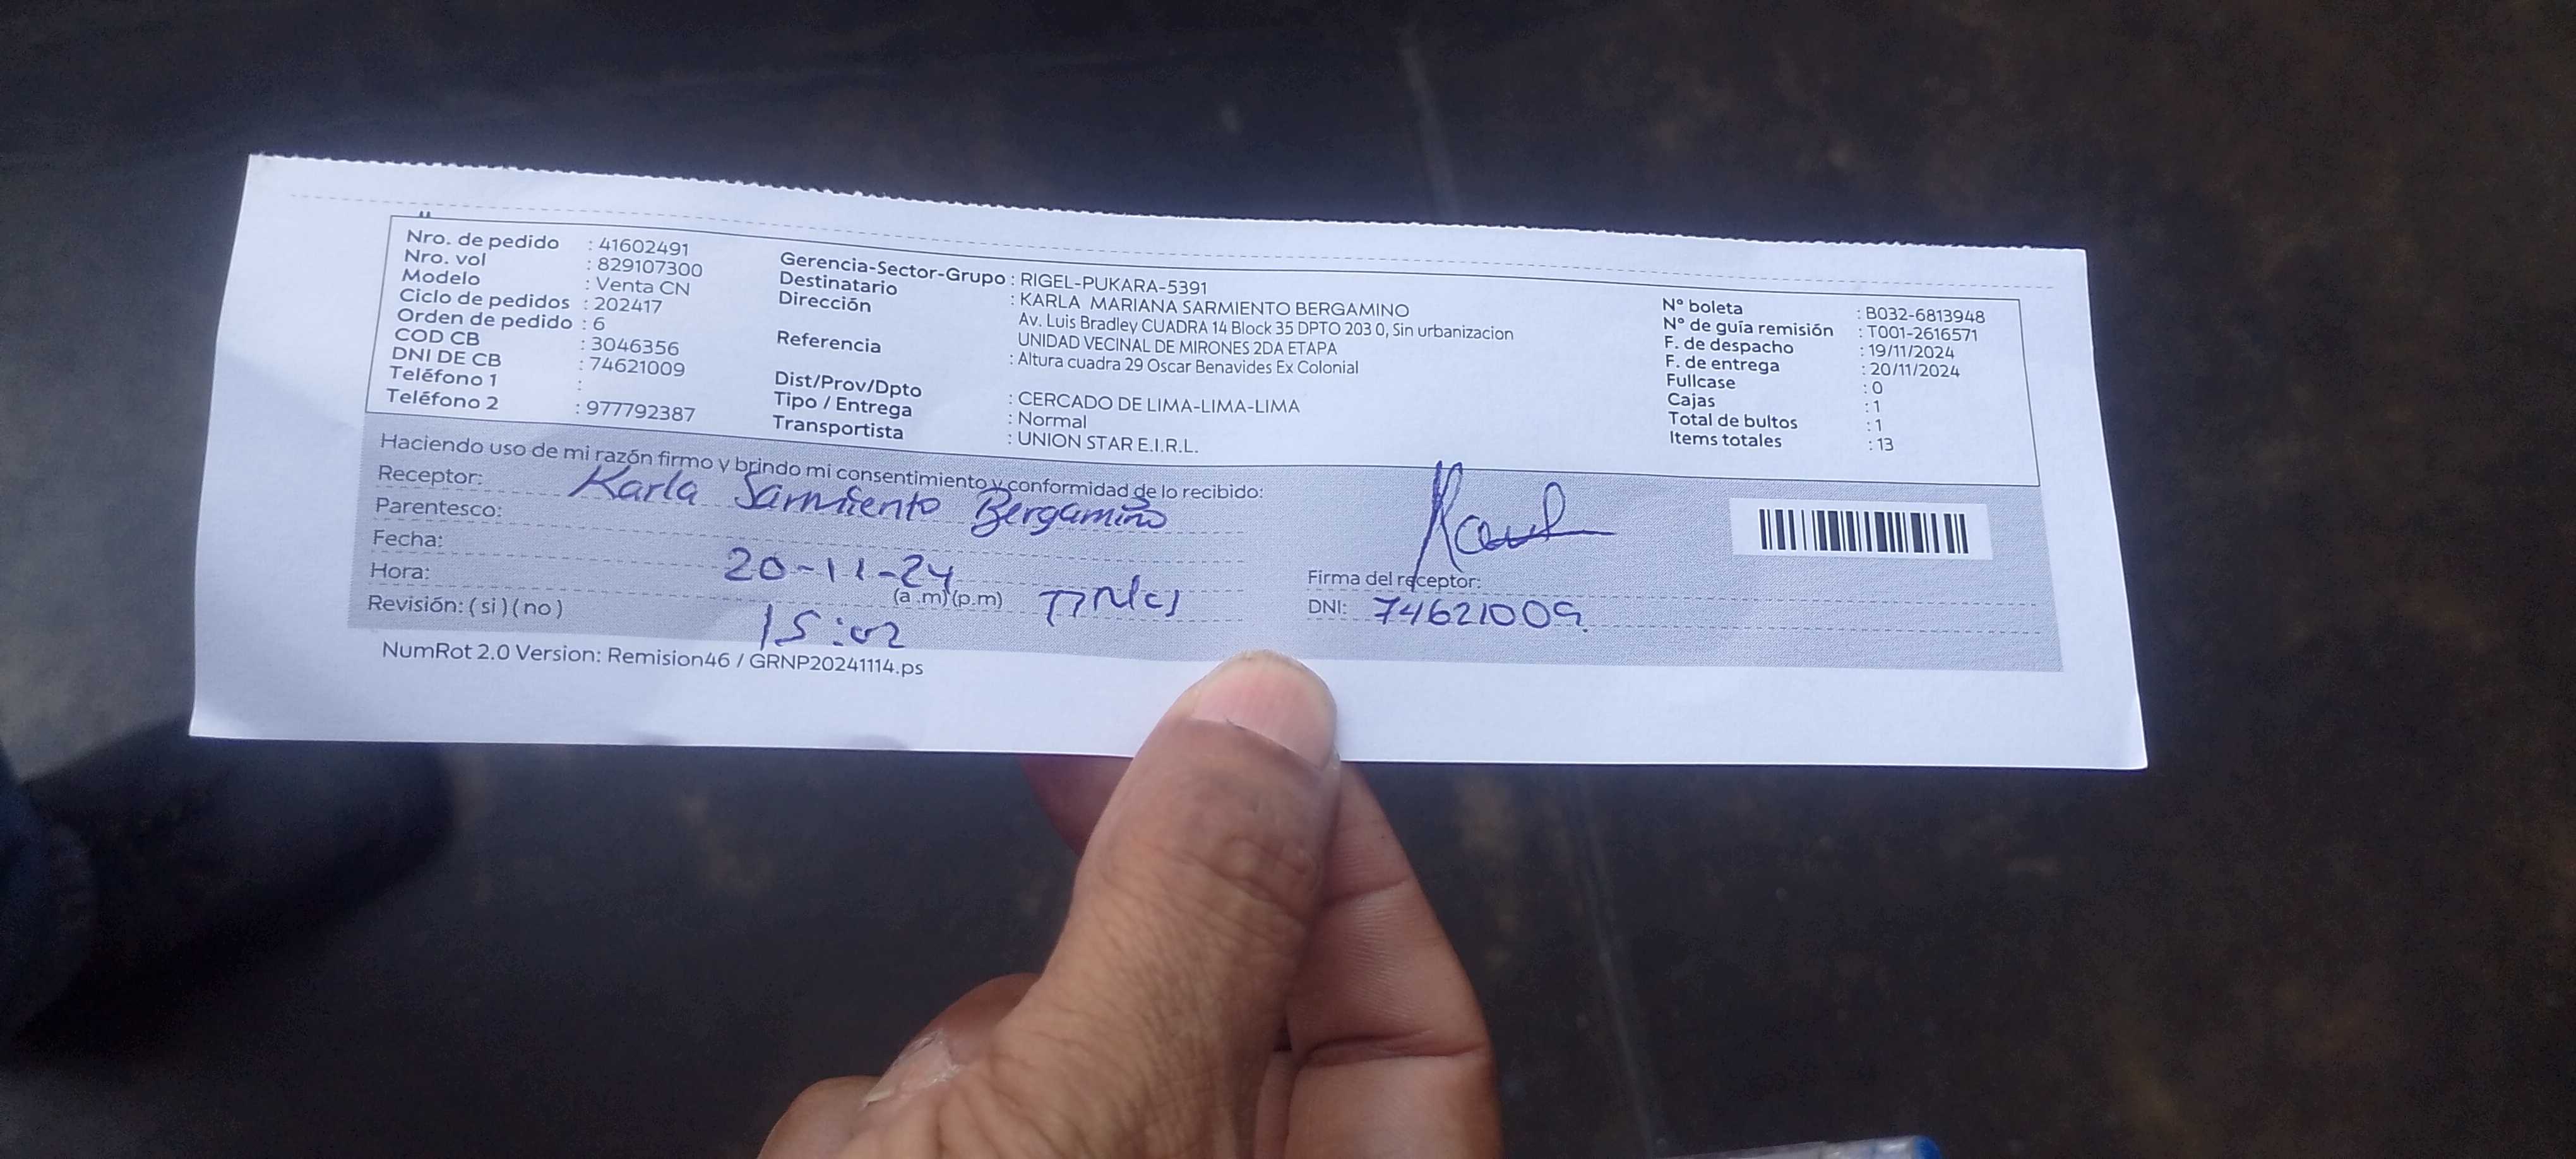 Nro. de pedido : 41602491
Nro. vol : 829107300
Modelo : Venta CN
Ciclo de pedidos : 202417
Orden de pedido : 6
COD CB : 3046356
DNI DE CB : 74621009
Teléfono 1 :
Teléfono 2 : 977792387
Gerencia-Sector-Grupo : RIGEL-PUKARA-5391
Destinatario : KARLA MARIANA SARMIENTO BERGAMINO
Dirección Av. Luis Bradley CUADRA 14 Block 35 DPTO 203 0, Sin urbanizacion
UNIDAD VECINAL DE MIRONES 2DA ETAPA
Referencia : Altura cuadra 29 Oscar Benavides Ex Colonial
Dist/Prov/Dpto : CERCADO DE LIMA-LIMA-LIMA
Tipo / Entrega : Normal
Transportista : UNION STAR E.I.R.L.
N° boleta : B032-6813948
N° de guía remisión : T001-2616571
F. de despacho : 19/11/2024
F. de entrega : 20/11/2024
Fullcase : 0
Cajas : 1
Total de bultos : 1
Items totales : 13
Haciendo uso de mi razón firmo y brindo mi consentimiento y conformidad de lo recibido:
Receptor: Karla Sarmiento Bergamino
Parentesco:
Fecha: 20-11-24
Hora: 15:02 (a.m)(p.m)
Revisión: (si) (no)
Firma del receptor:
DNI: 74621009
NumRot 2.0 Version: Remision46 / GRNP20241114.ps